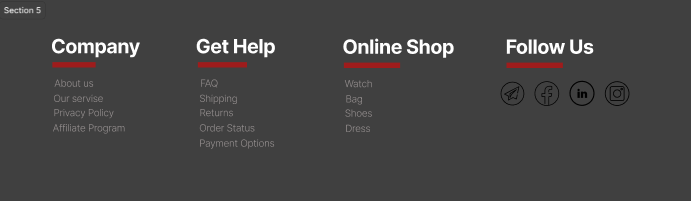 Section 5
Company
About us
Our servise
Privacy Policy
Affiliate Program
Get Help
FAQ
Shipping
Returns
Order Status
Payment Options
Online Shop
Watch
Bag
Shoes
Dress
Follow Us
in